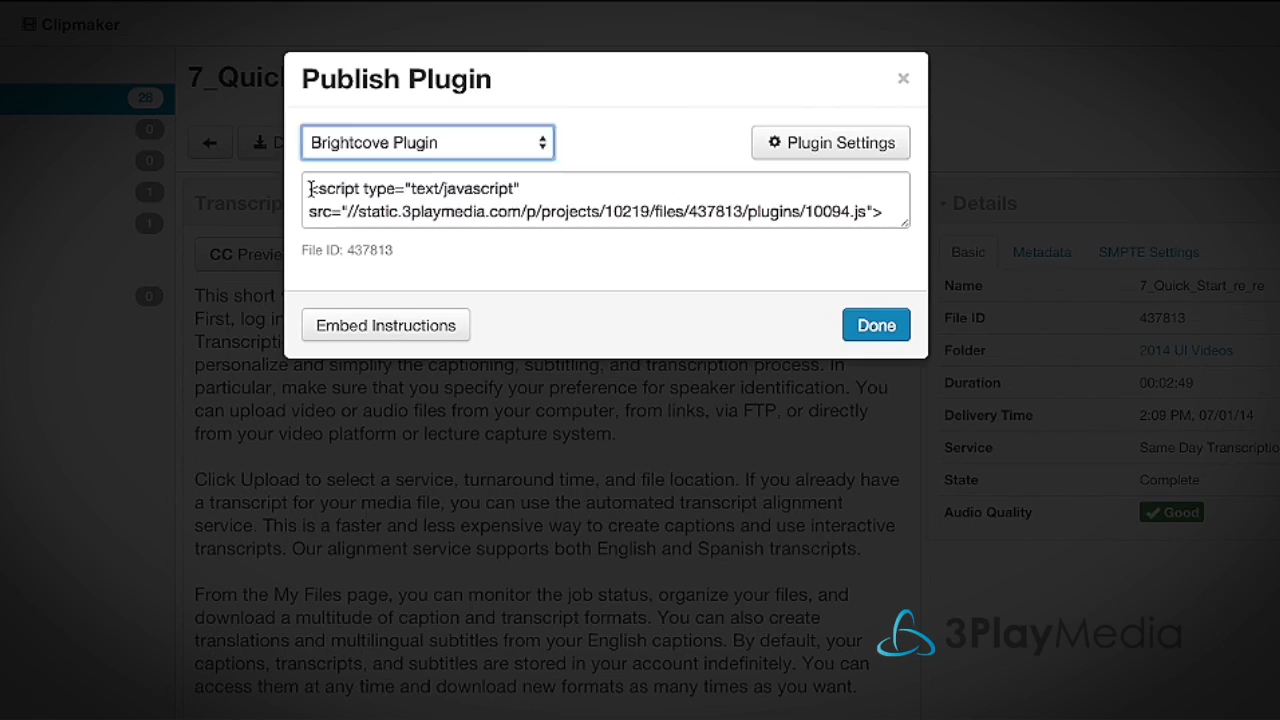 Clipmaker
7_Quic
Publish Plugin
×
28
0
0
1
1
0
Brightcove Plugin
Plugin Settings
<script type="text/javascript"
src="//static.3playmedia.com/p/projects/10219/files/437813/plugins/10094.js">
File ID: 437813
Embed Instructions
Done
Transcrip
CC Previe
This short
First, log in
Transcripti
personalize and simplify the captioning, subtitling, and transcription process. In
particular, make sure that you specify your preference for speaker identification. You
can upload video or audio files from your computer, from links, via FTP, or directly
from your video platform or lecture capture system.
Click Upload to select a service, turnaround time, and file location. If you already have
a transcript for your media file, you can use the automated transcript alignment
service. This is a faster and less expensive way to create captions and use interactive
transcripts. Our alignment service supports both English and Spanish transcripts.
From the My Files page, you can monitor the job status, organize your files, and
download a multitude of caption and transcript formats. You can also create
translations and multilingual subtitles from your English captions. By default, your
captions, transcripts, and subtitles are stored in your account indefinitely. You can
access them at any time and download new formats as many times as you want.
Details
Basic Metadata SMPTE Settings
Name 7_Quick_Start_re_re
File ID 437813
Folder 2014 UI Videos
Duration 00:02:49
Delivery Time 2:09 PM, 07/01/14
Service Same Day Transcriptio
State Complete
Audio Quality Good
3PlayMedia